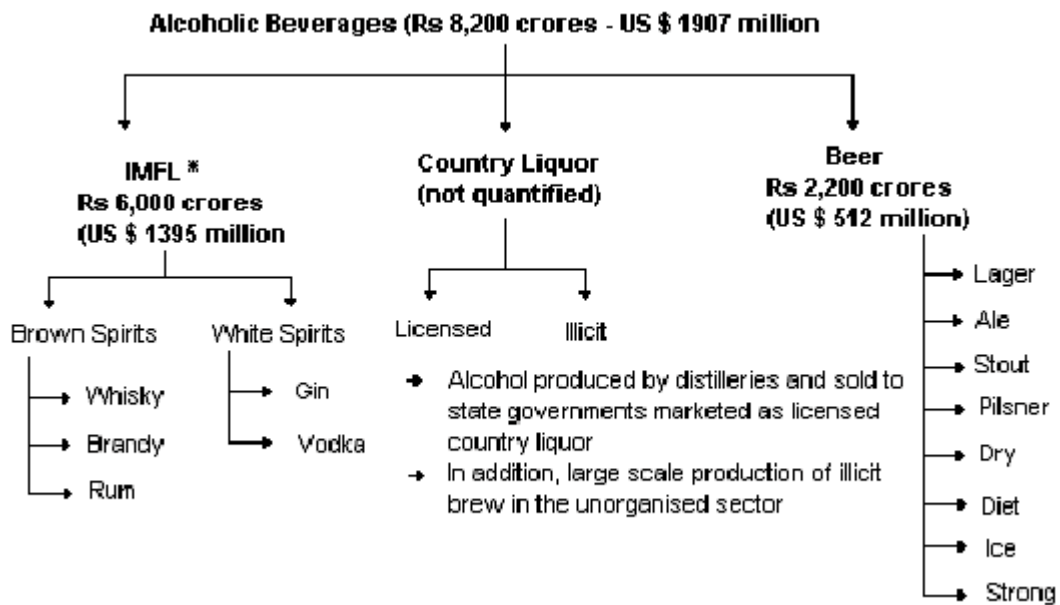 Alcoholic Beverages (Rs 8,200 crores - US $ 1907 million
IMFL *
Rs 6,000 crores
(US $ 1395 million
Brown Spirits
Whisky
Brandy
Rum
White Spirits
Gin
Vodka
Country Liquor
(not quantified)
Licensed
Illicit
Alcohol produced by distilleries and sold to
state governments marketed as licensed
country liquor
In addition, large scale production of illicit
brew in the unorganised sector
Beer
Rs 2,200 crores
(US $ 512 million)
Lager
Ale
Stout
Pilsner
Dry
Diet
Ice
Strong